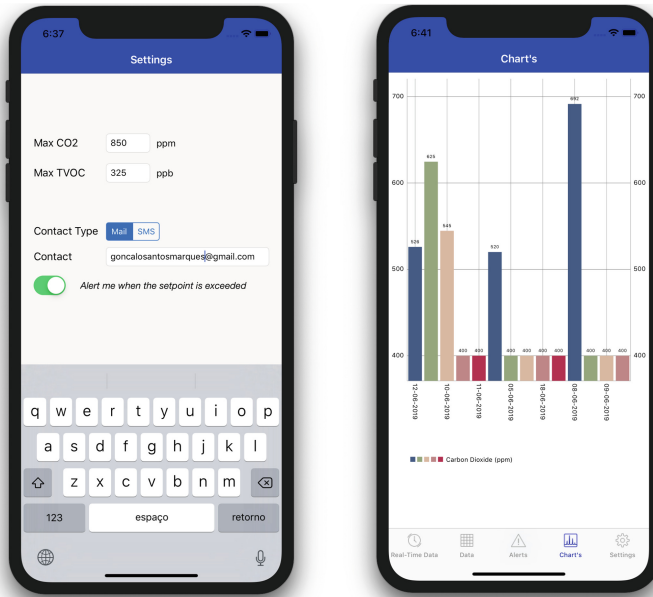 6:37
Settings
Max CO2 850 ppm
Max TVOC 325 ppb
Contact Type Mail SMS
Contact goncalosantosmarques@gmail.com
Alert me when the setpoint is exceeded
q w e r t y u i o p
a s d f g h j k l
z x c v b n m
123 espaço retorno
6:41
Chart's
700 692 700
625
600 600
545
526
520
500 500
400 400 400 400 400 400 400 400 400 400 400
12-06-2019 10-06-2019 11-06-2019 05-06-2019 18-06-2019 08-06-2019 09-06-2019
Carbon Dioxide (ppm)
Real-Time Data Data Alerts Chart's Settings